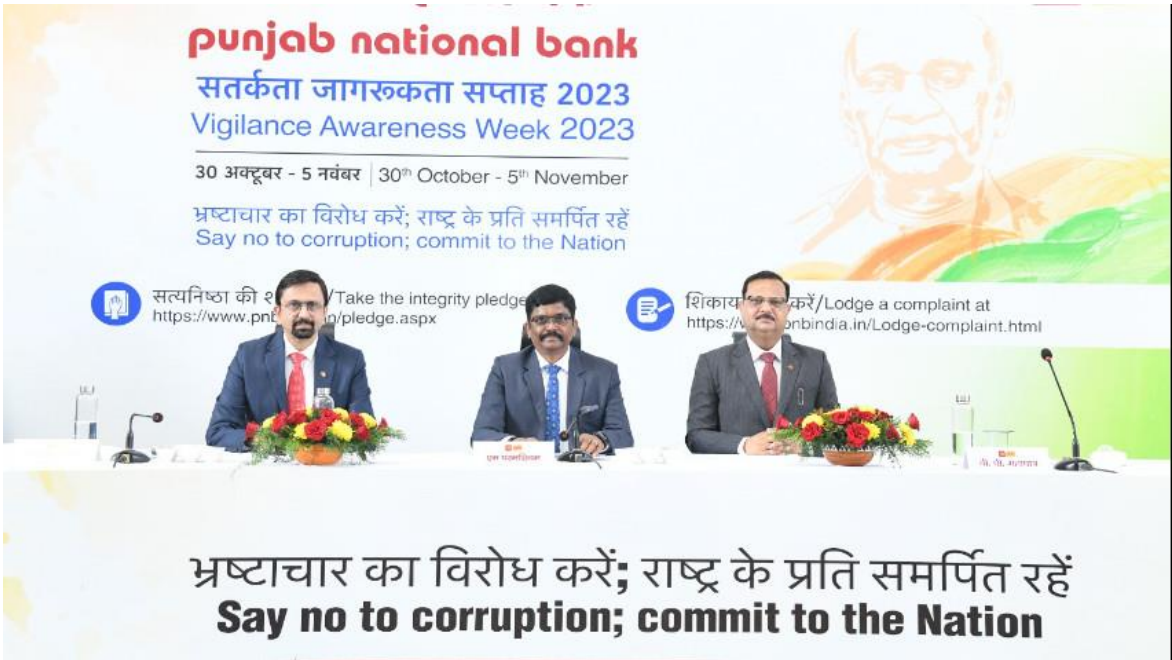 punjab national bank
सतर्कता जागरूकता सप्ताह 2023
Vigilance Awareness Week 2023
30 अक्टूबर - 5 नवंबर | 30th October - 5th November
भ्रष्टाचार का विरोध करें; राष्ट्र के प्रति समर्पित रहें
Say no to corruption; commit to the Nation
सत्यनिष्ठा की /Take the integrity pledge
https://www.pnb n/pledge.aspx
शिकाय करें/Lodge a complaint at
https://w pnbindia.in/Lodge-complaint.html
भ्रष्टाचार का विरोध करें; राष्ट्र के प्रति समर्पित रहें
Say no to corruption; commit to the Nation